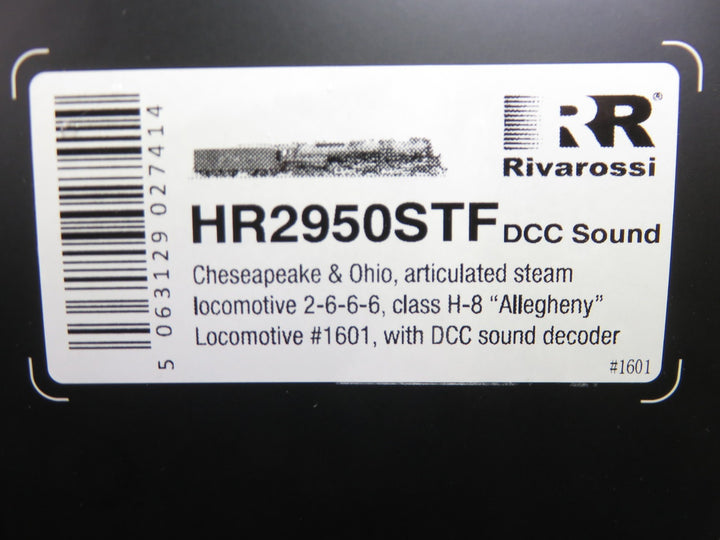 RR®
Rivarossi
HR2950STF DCC Sound
Cheseapeake & Ohio, articulated steam
locomotive 2-6-6-6, class H-8 “Allegheny”
Locomotive #1601, with DCC sound decoder
#1601
5 063129 027414